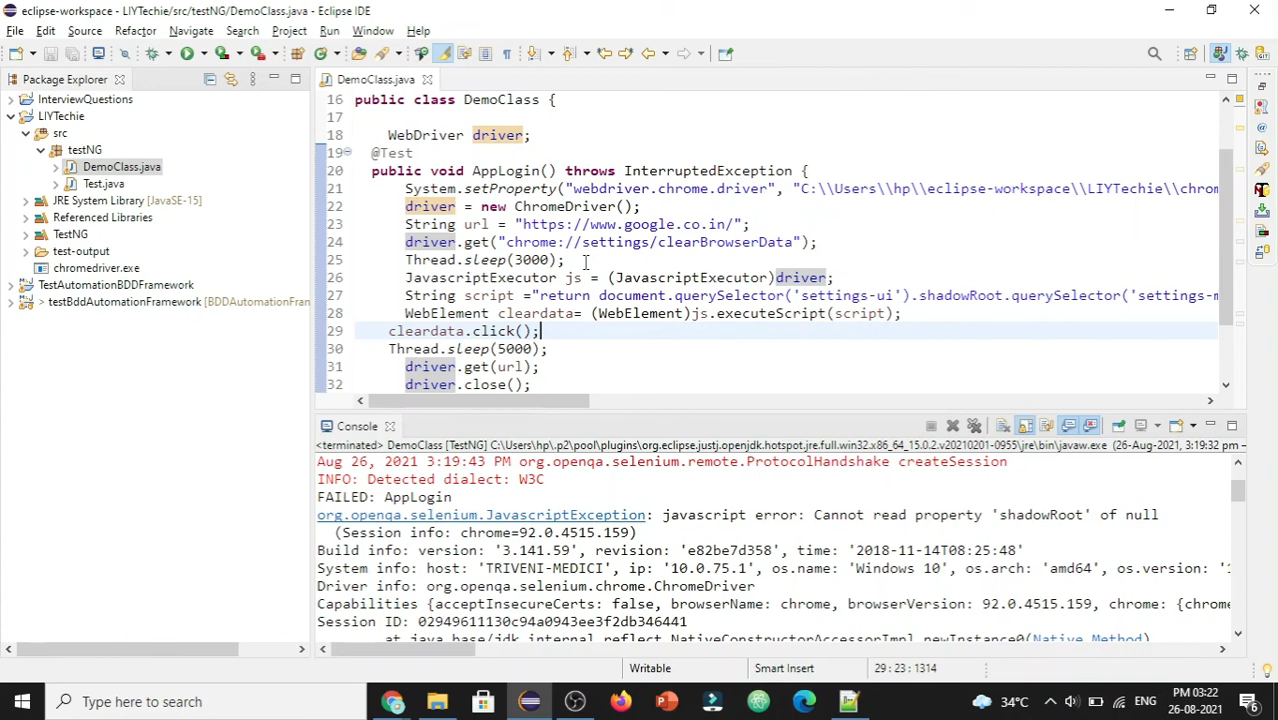 eclipse-workspace - LIYTechie/src/testNG/DemoClass.java - Eclipse IDE
File Edit Source Refactor Navigate Search Project Run Window Help
Package Explorer
InterviewQuestions
LIYTechie
src
testNG
DemoClass.java
Test.java
JRE System Library [JavaSE-15]
Referenced Libraries
TestNG
test-output
chromedriver.exe
TestAutomationBDDFramework
testBddAutomationFramework [BDDAutomationFran
DemoClass.java
16 public class DemoClass {
17
18 WebDriver driver;
19 @Test
20 public void AppLogin() throws InterruptedException {
21 System.setProperty("webdriver.chrome.driver", "C:\\Users\\hp\\eclipse-workspace\\LIYTechie\\chrom
22 driver = new ChromeDriver();
23 String url = "https://www.google.co.in/";
24 driver.get("chrome://settings/clearBrowserData");
25 Thread.sleep(3000);
26 JavascriptExecutor js = (JavascriptExecutor)driver;
27 String script ="return document.querySelector('settings-ui').shadowRoot.querySelector('settings-m
28 WebElement cleardata= (WebElement)js.executeScript(script);
29 cleardata.click();
30 Thread.sleep(5000);
31 driver.get(url);
32 driver.close();
Console
<terminated> DemoClass [TestNG] C:\Users\hp\.p2\pool\plugins\org.eclipse.justj.openjdk.hotspot.jre.full.win32.x86_64_15.0.2.v20210201-0955\jre\bin\javaw.exe (26-Aug-2021, 3:19:32 pm
Aug 26, 2021 3:19:43 PM org.openqa.selenium.remote.ProtocolHandshake createSession
INFO: Detected dialect: W3C
FAILED: AppLogin
org.openqa.selenium.JavascriptException: javascript error: Cannot read property 'shadowRoot' of null
(Session info: chrome=92.0.4515.159)
Build info: version: '3.141.59', revision: 'e82be7d358', time: '2018-11-14T08:25:48'
System info: host: 'TRIVENI-MEDICI', ip: '10.0.75.1', os.name: 'Windows 10', os.arch: 'amd64', os.version: '1
Driver info: org.openqa.selenium.chrome.ChromeDriver
Capabilities {acceptInsecureCerts: false, browserName: chrome, browserVersion: 92.0.4515.159, chrome: {chrome
Session ID: 02949611130c94a0943ee3f2db346441
at java.base/jdk.internal.reflect.NativeConstructorAccessorImpl.newInstance0(Native Method)
Writable Smart Insert 29 : 23 : 1314
Type here to search
34°C ENG PM 03:22
26-08-2021
6